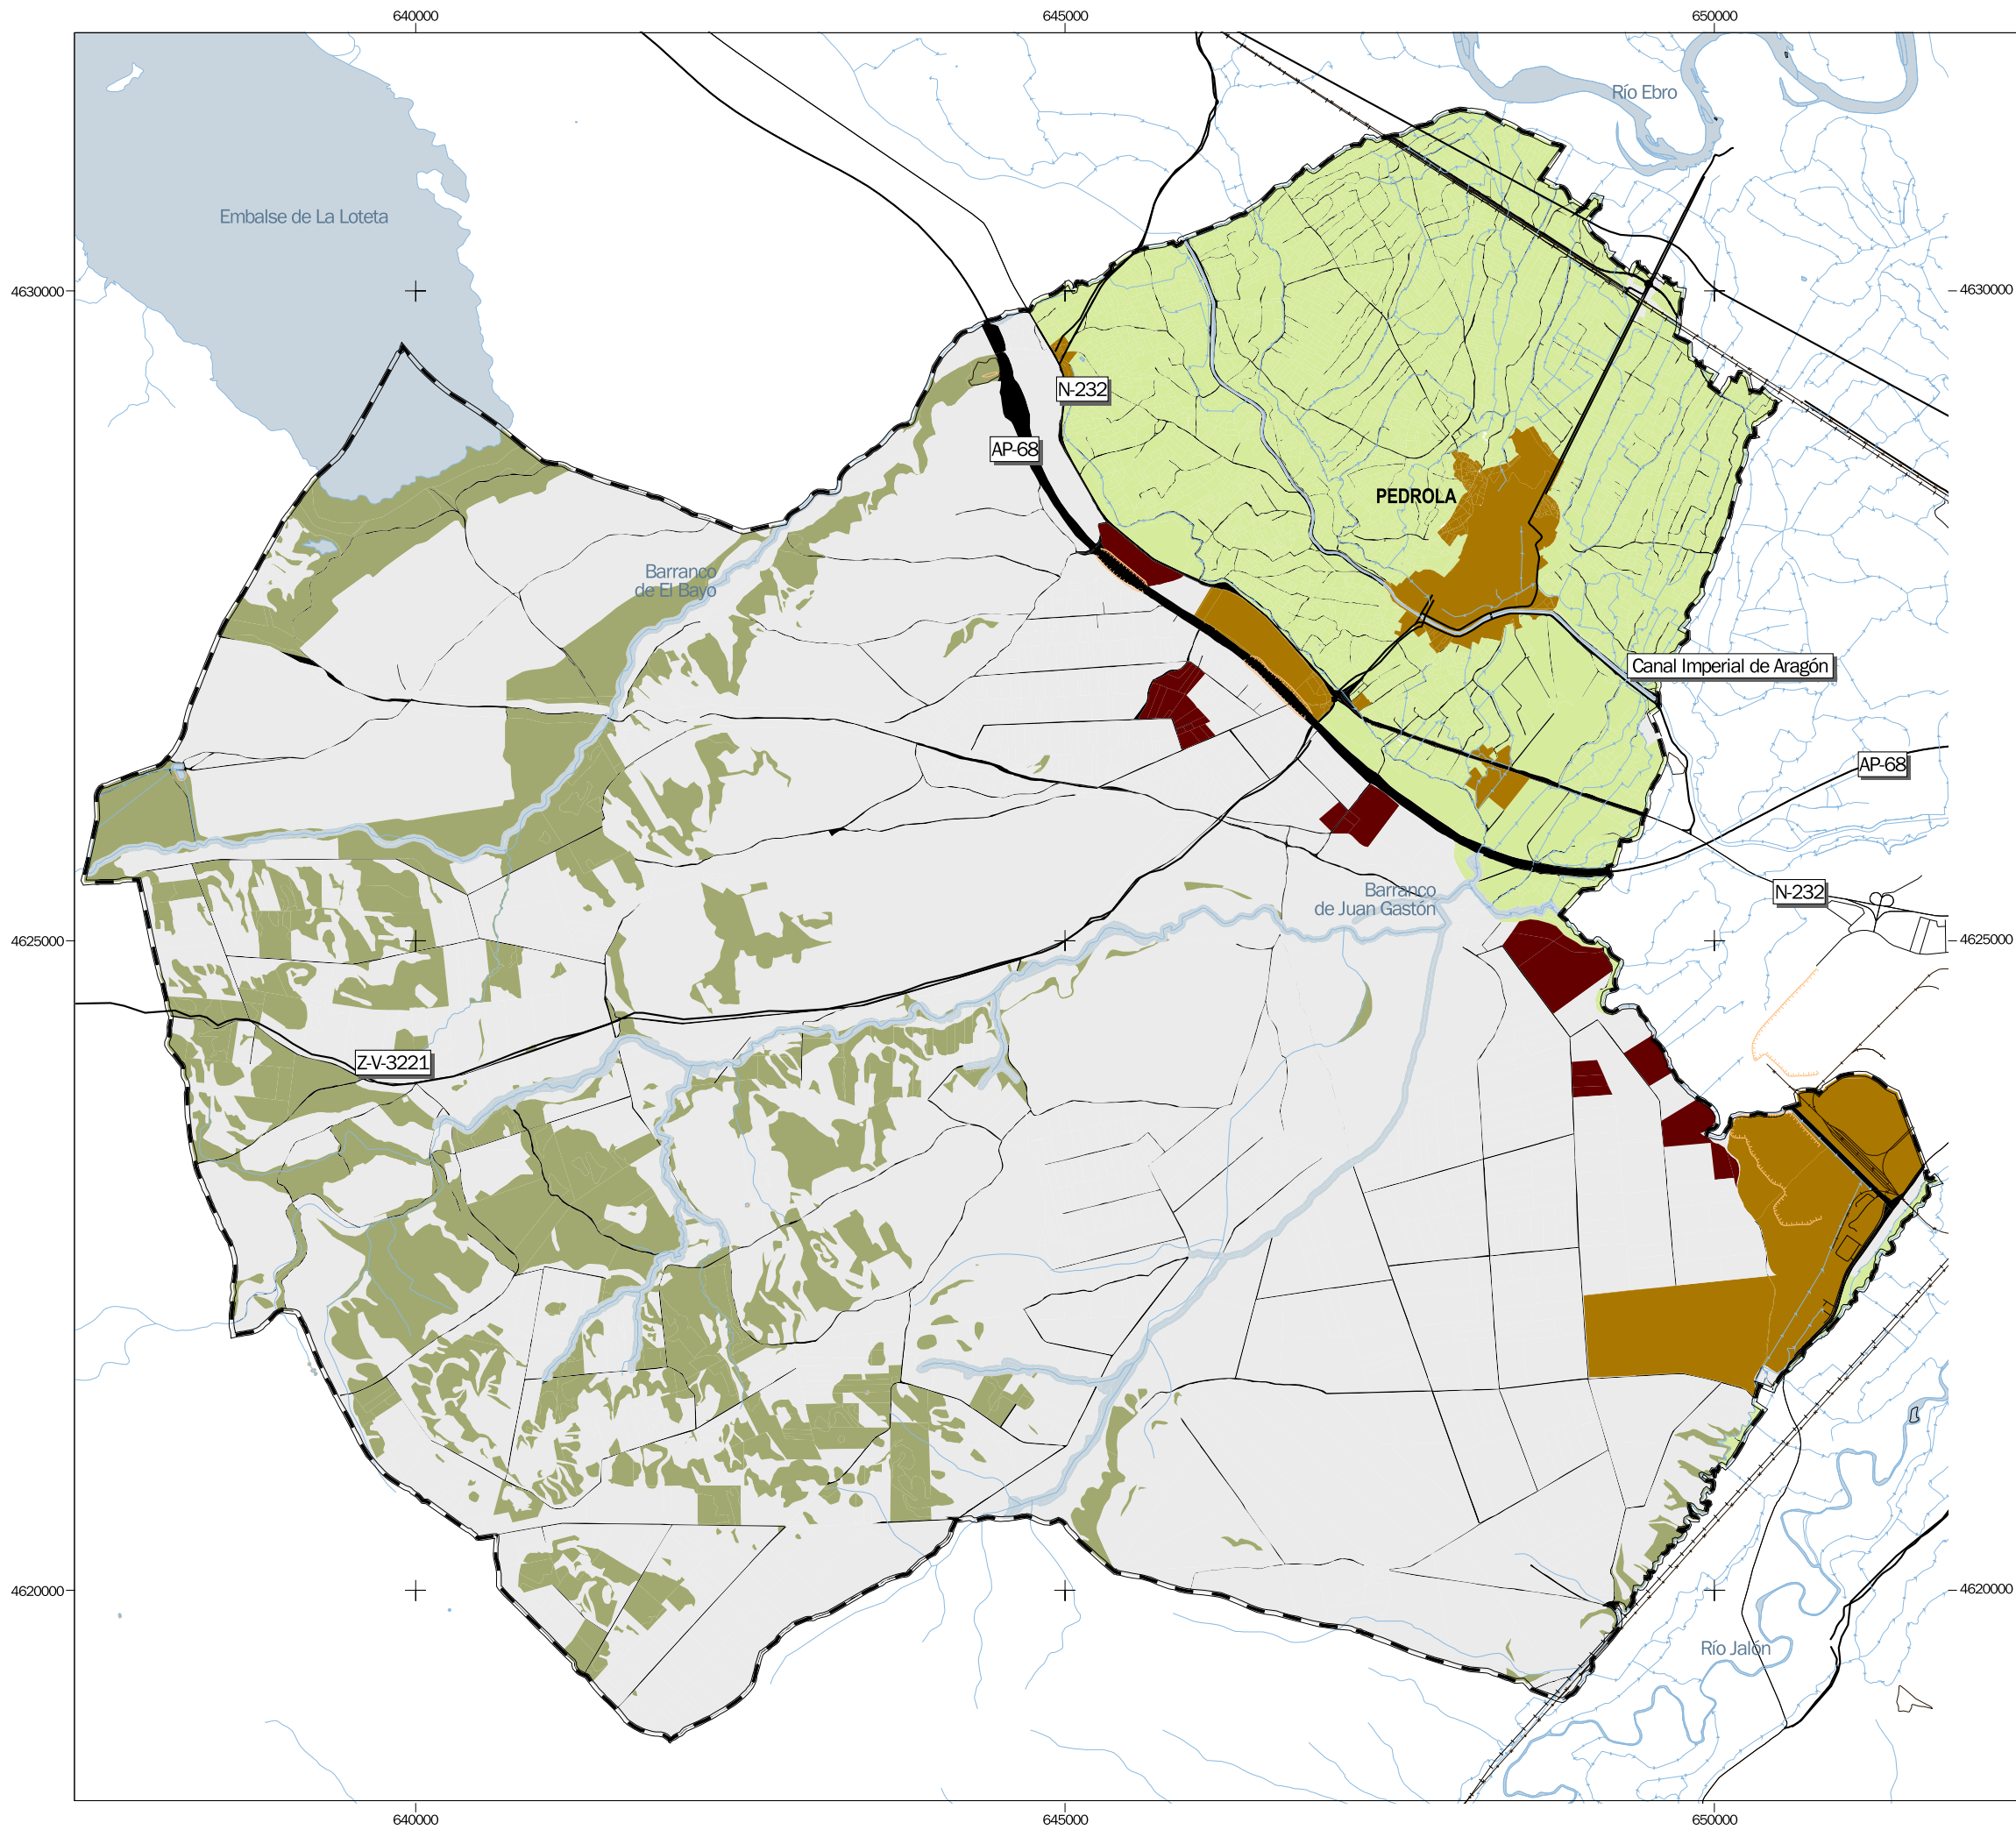 640000
645000
650000
Río Ebro
Embalse de La Loteta
4630000
4630000
N-232
AP-68
PEDROLA
Barranco
de El Bayo
Canal Imperial de Aragón
AP-68
Barranco
de Juan Gastón
N-232
4625000
4625000
Z-V-3221
4620000
4620000
Río Jalón
640000
645000
650000